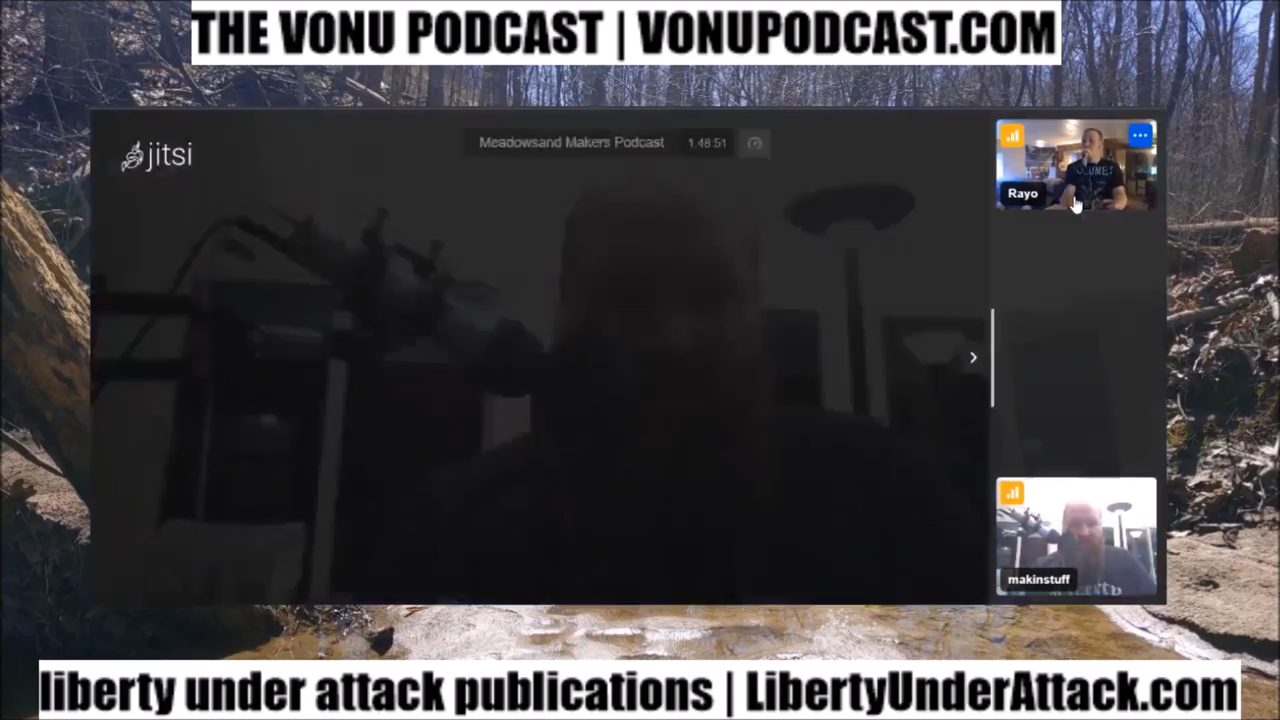 THE VONU PODCAST | VONUPODCAST.COM
jitsi
Meadowsand Makers Podcast 1:48:51
Rayo
makinstuff
liberty under attack publications | LibertyUnderAttack.com